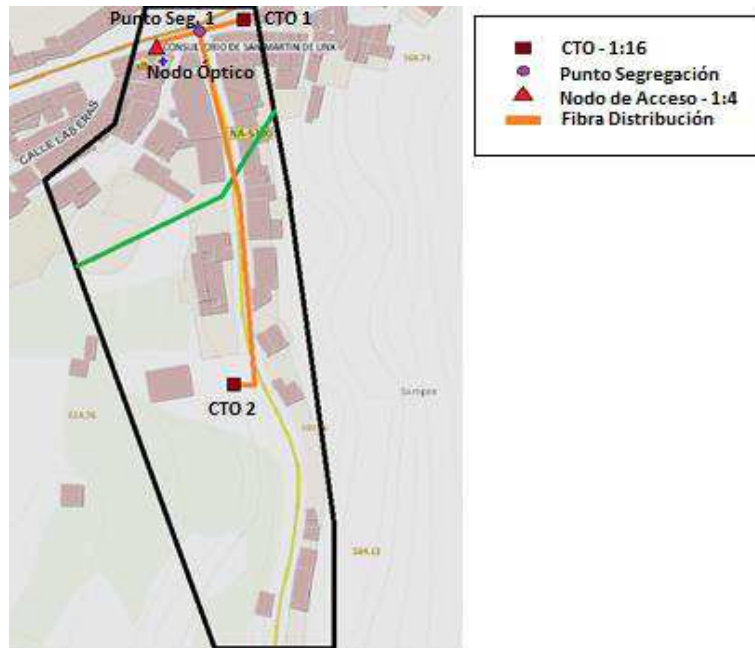 Punto Seg. 1
CTO 1
CONSULTORIO DE SAN MARTIN DE UNX
Nodo Óptico
CALLE LAS ERAS
CTO 2
CTO - 1:16
Punto Segregación
Nodo de Acceso - 1:4
Fibra Distribución